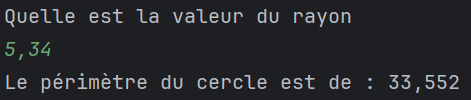 Quelle est la valeur du rayon
5,34
Le périmètre du cercle est de : 33,552